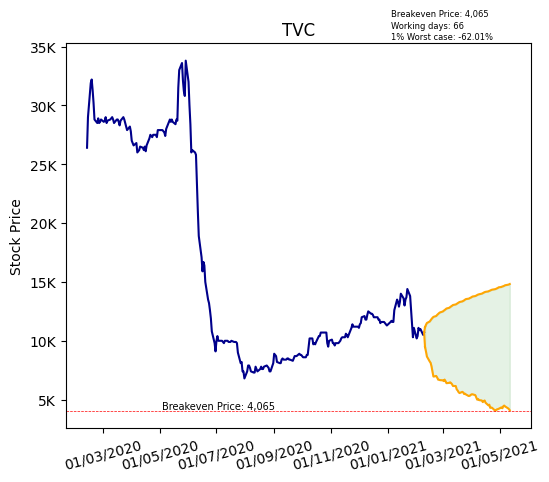 Breakeven Price: 4,065
Working days: 66
1% Worst case: -62.01%
TVC
Stock Price
35K
30K
25K
20K
15K
10K
5K
Breakeven Price: 4,065
01/03/2020
01/05/2020
01/07/2020
01/09/2020
01/11/2020
01/01/2021
01/03/2021
01/05/2021